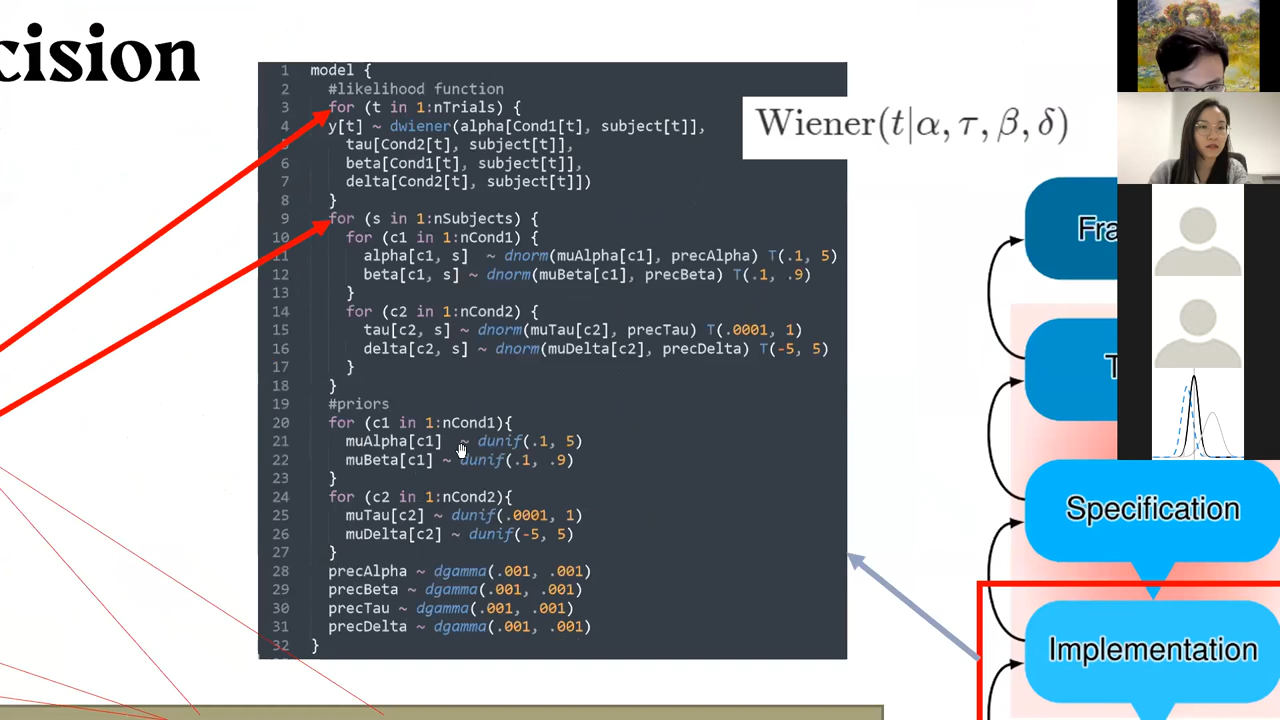 cision
1 model {
2 #likelihood function
3 for (t in 1:nTrials) {
4 y[t] ~ dwiener(alpha[Cond1[t], subject[t]],
5 tau[Cond2[t], subject[t]],
6 beta[Cond1[t], subject[t]],
7 delta[Cond2[t], subject[t]])
8 }
9 for (s in 1:nSubjects) {
10 for (c1 in 1:nCond1) {
11 alpha[c1, s] ~ dnorm(muAlpha[c1], precAlpha) T(.1, 5)
12 beta[c1, s] ~ dnorm(muBeta[c1], precBeta) T(.1, .9)
13 }
14 for (c2 in 1:nCond2) {
15 tau[c2, s] ~ dnorm(muTau[c2], precTau) T(.0001, 1)
16 delta[c2, s] ~ dnorm(muDelta[c2], precDelta) T(-5, 5)
17 }
18 }
19 #priors
20 for (c1 in 1:nCond1){
21 muAlpha[c1] ~ dunif(.1, 5)
22 muBeta[c1] ~ dunif(.1, .9)
23 }
24 for (c2 in 1:nCond2){
25 muTau[c2] ~ dunif(.0001, 1)
26 muDelta[c2] ~ dunif(-5, 5)
27 }
28 precAlpha ~ dgamma(.001, .001)
29 precBeta ~ dgamma(.001, .001)
30 precTau ~ dgamma(.001, .001)
31 precDelta ~ dgamma(.001, .001)
32 }
Wiener(t|α, τ, β, δ)
Fra
T
Specification
Implementation